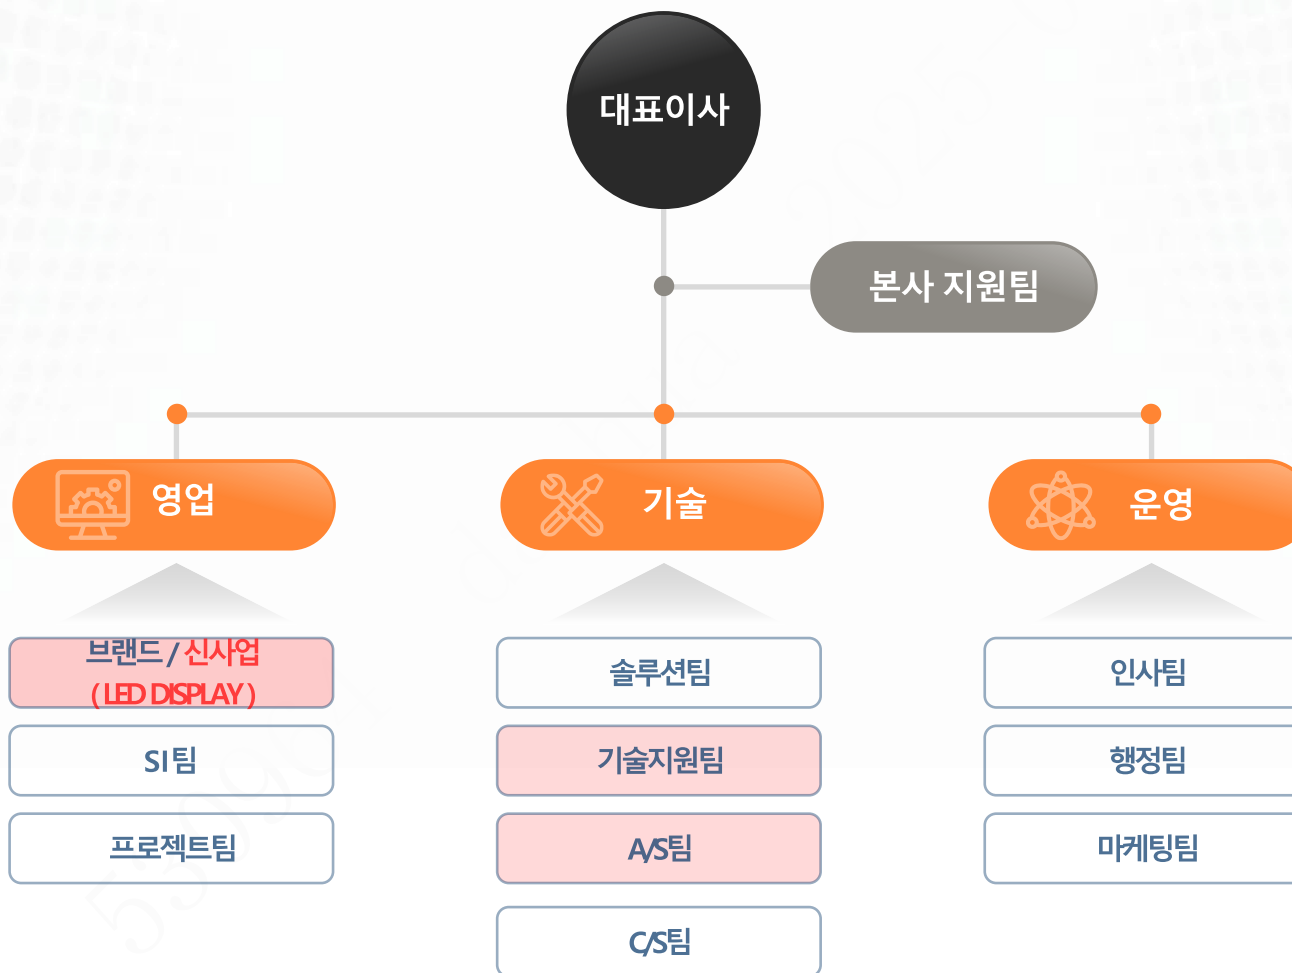 대표이사
본사 지원팀
영업
기술
운영
브랜드 / 신사업
( LED DISPLAY )
SI 팀
프로젝트팀
솔루션팀
기술지원팀
A/S팀
C/S팀
인사팀
행정팀
마케팅팀